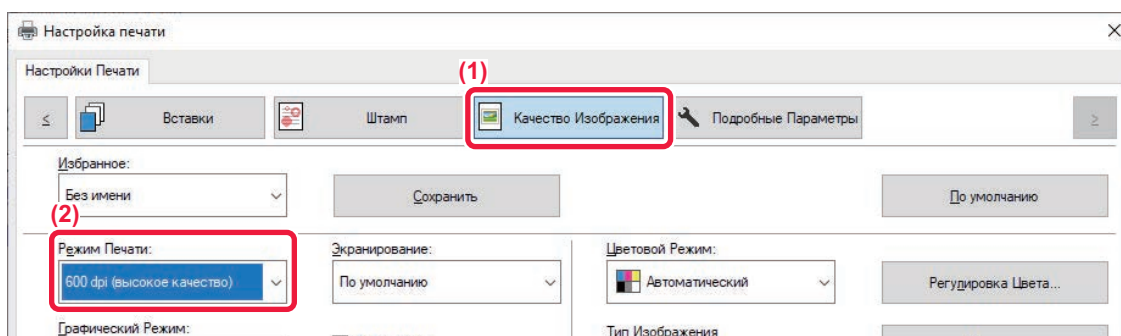 Настройка печати
Настройки Печати
(1)
<
Вставки
Штамп
Качество Изображения
Подробные Параметры
>
Избранное:
Без имени
Сохранить
По умолчанию
(2)
Режим Печати:
Экранирование:
Цветовой Режим:
600 dpi (высокое качество)
По умолчанию
Автоматический
Регулировка Цвета...
Графический Режим:
Тип Изображения